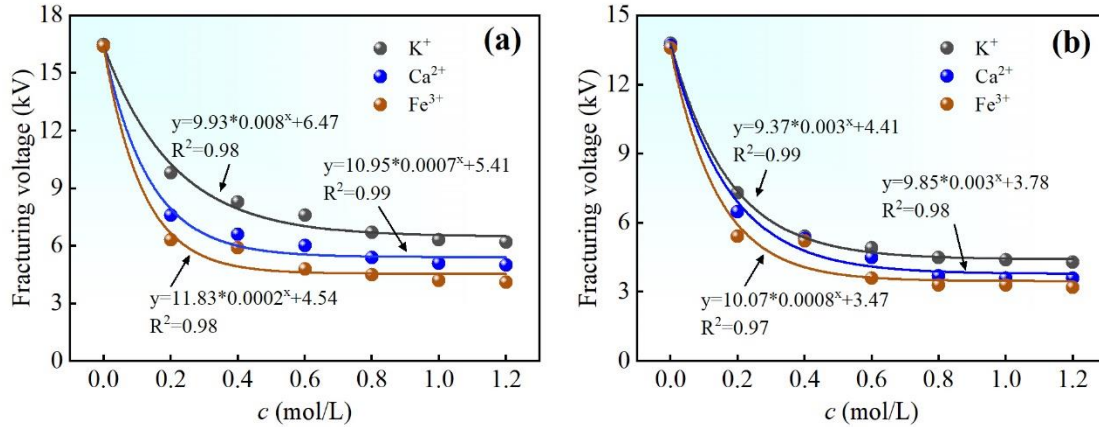 (a)
Fracturing voltage (kV)
18
15
12
9
6
3
0
K⁺
Ca²⁺
Fe³⁺
y=9.93*0.008ˣ+6.47
R²=0.98
y=10.95*0.0007ˣ+5.41
R²=0.99
y=11.83*0.0002ˣ+4.54
R²=0.98
0.0 0.2 0.4 0.6 0.8 1.0 1.2
c (mol/L)
(b)
Fracturing voltage (kV)
15
12
9
6
3
0
K⁺
Ca²⁺
Fe³⁺
y=9.37*0.003ˣ+4.41
R²=0.99
y=9.85*0.003ˣ+3.78
R²=0.98
y=10.07*0.0008ˣ+3.47
R²=0.97
0.0 0.2 0.4 0.6 0.8 1.0 1.2
c (mol/L)